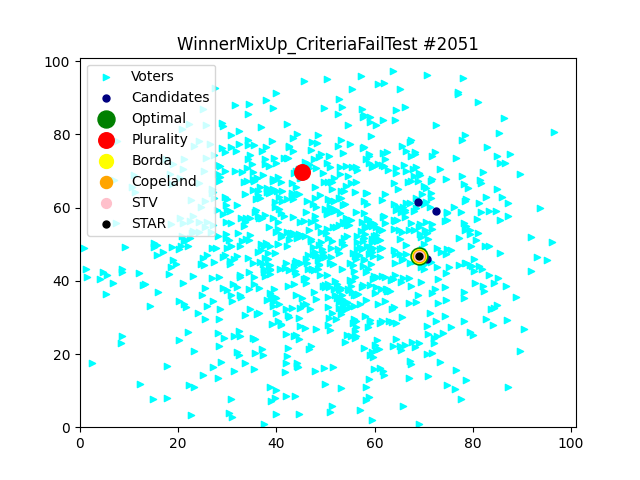 WinnerMixUp_CriteriaFailTest #2051
100
80
60
40
20
0
0 20 40 60 80 100
Voters
Candidates
Optimal
Plurality
Borda
Copeland
STV
STAR